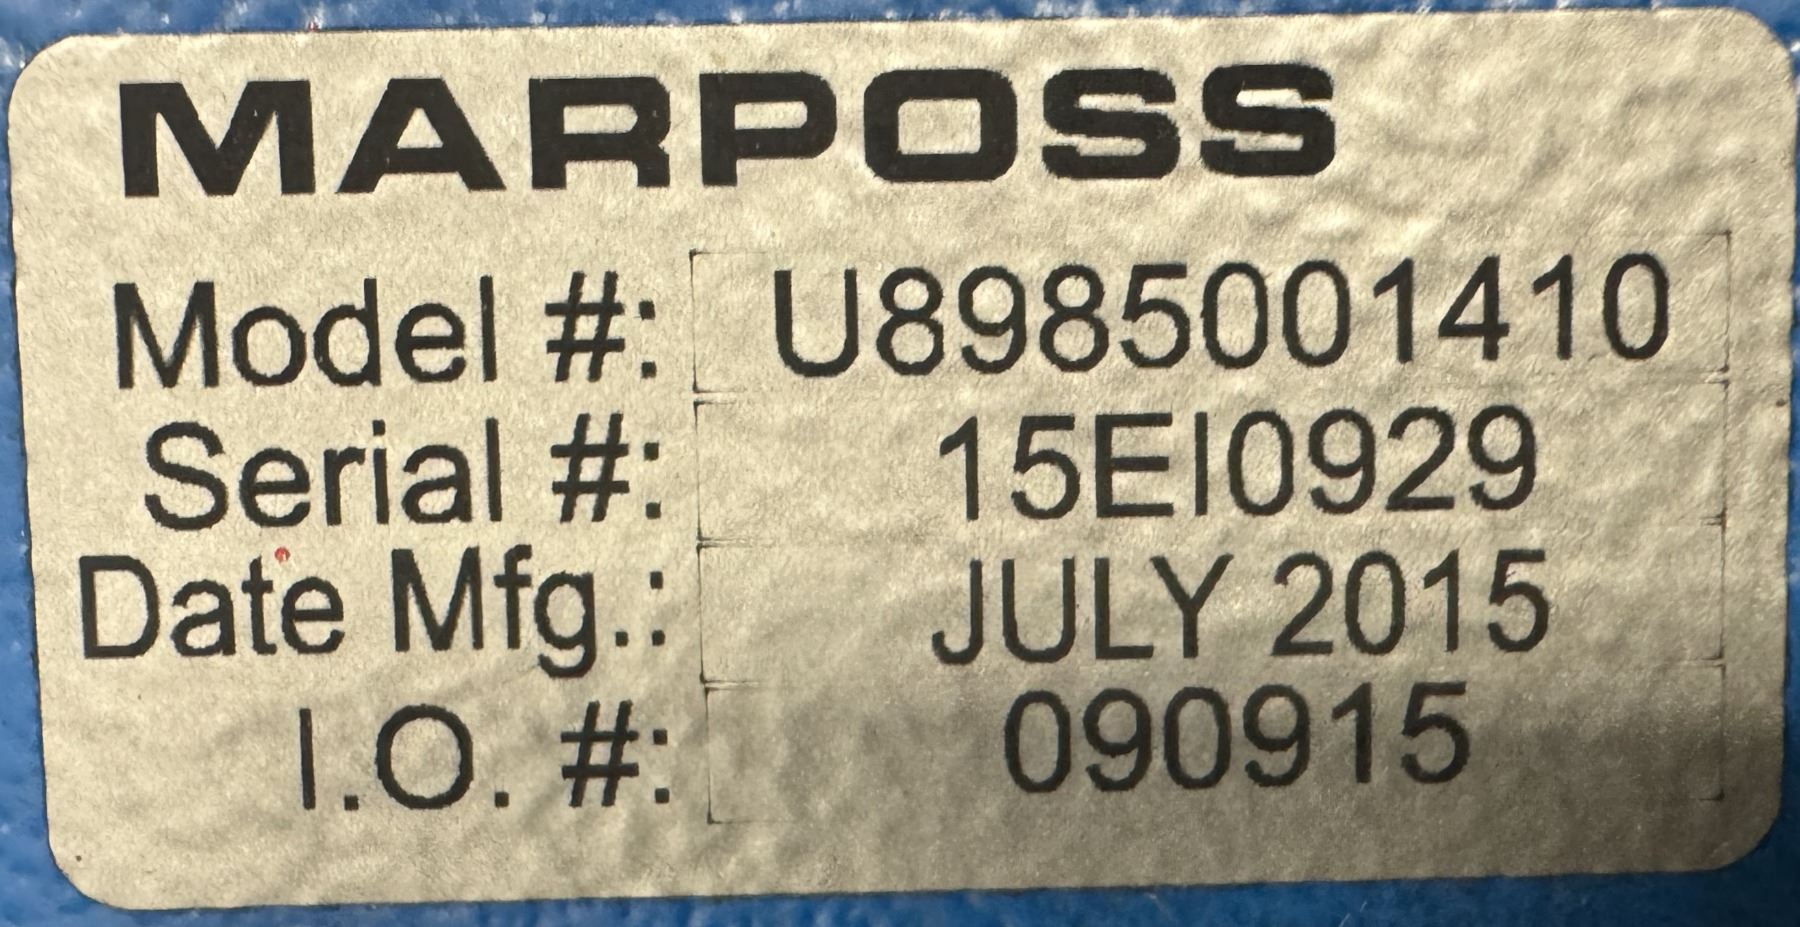 MARPOSS
Model #: U8985001410
Serial #: 15EI0929
Date Mfg.: JULY 2015
I.O. #: 090915